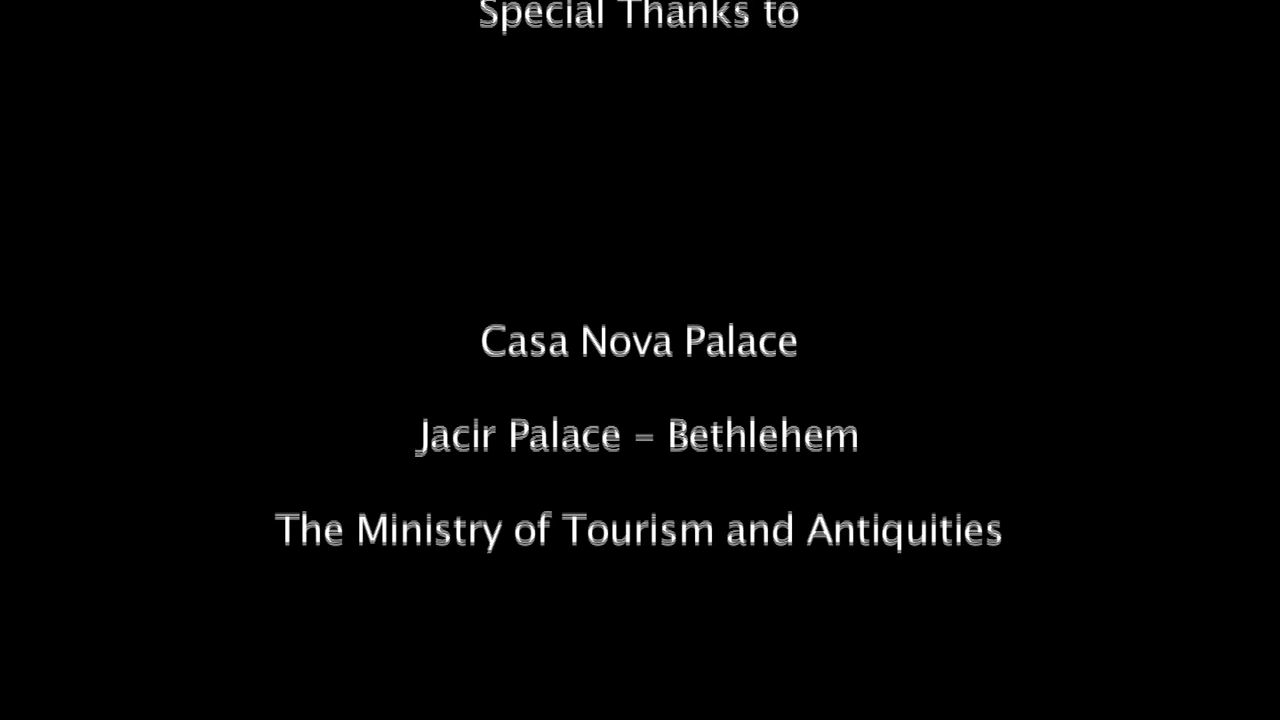 Special Thanks to
Casa Nova Palace
Jacir Palace - Bethlehem
The Ministry of Tourism and Antiquities